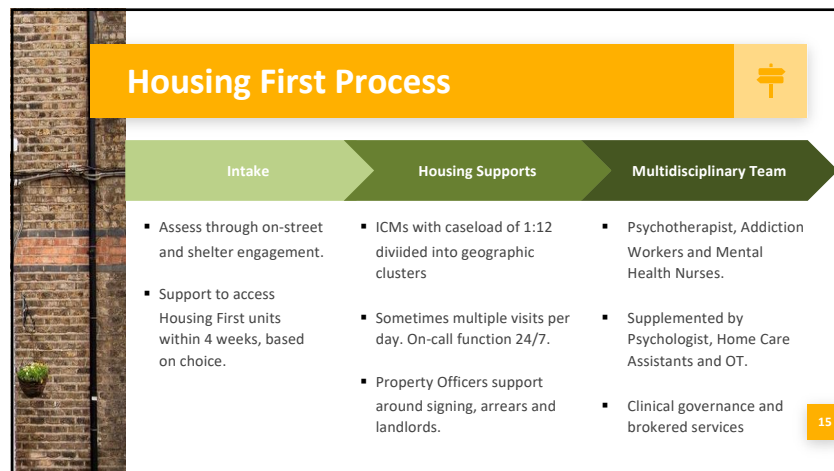 Housing First Process
Intake
Housing Supports
Multidisciplinary Team
▪ Assess through on-street
and shelter engagement.
▪ Support to access
Housing First units
within 4 weeks, based
on choice.
▪ ICMs with caseload of 1:12
diviided into geographic
clusters
▪ Sometimes multiple visits per
day. On-call function 24/7.
▪ Property Officers support
around signing, arrears and
landlords.
▪ Psychotherapist, Addiction
Workers and Mental
Health Nurses.
▪ Supplemented by
Psychologist, Home Care
Assistants and OT.
▪ Clinical governance and
brokered services
15